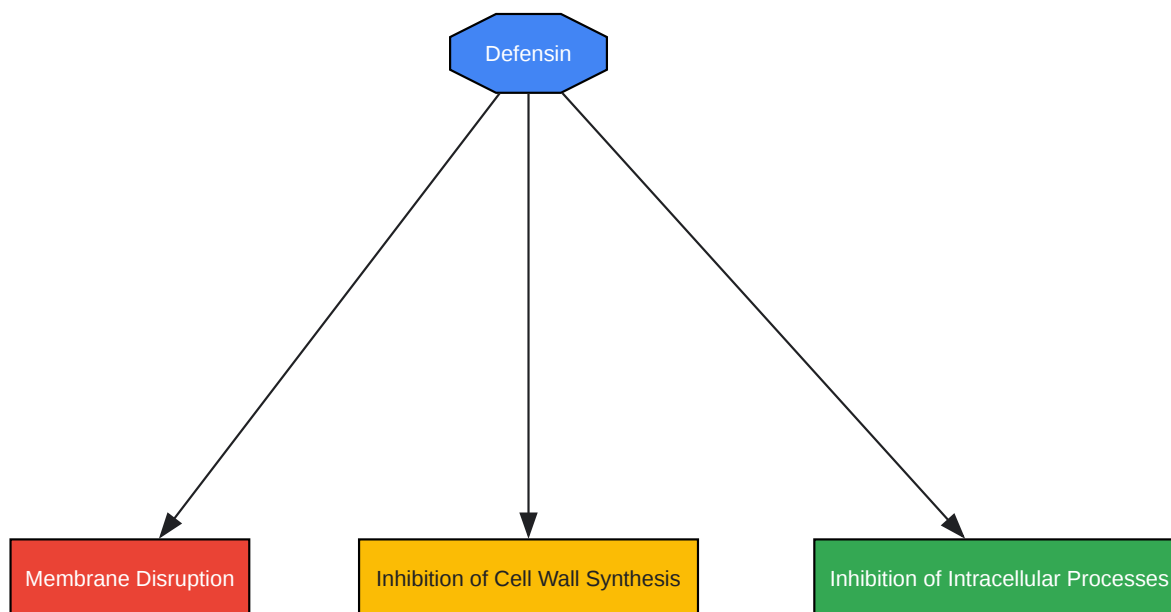 Defensin
Membrane Disruption
Inhibition of Cell Wall Synthesis
Inhibition of Intracellular Processes